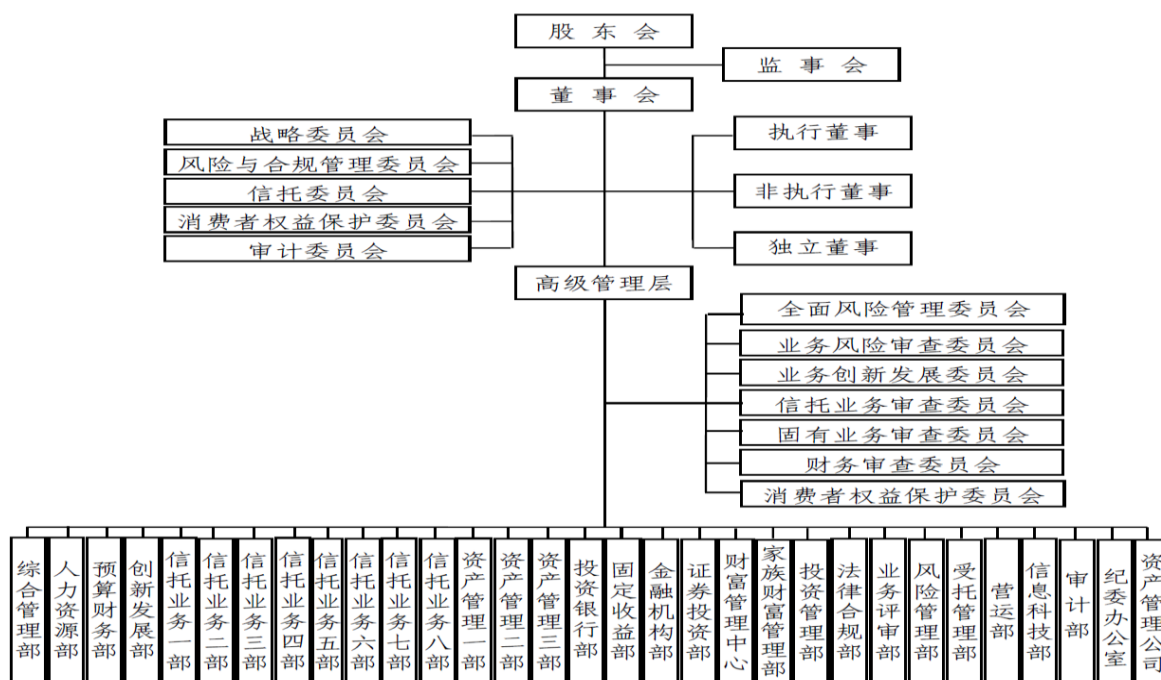 股东会
监事会
董事会
战略委员会
风险与合规管理委员会
信托委员会
消费者权益保护委员会
审计委员会
执行董事
非执行董事
独立董事
高级管理层
全面风险管理委员会
业务风险审查委员会
业务创新发展委员会
信托业务审查委员会
固有业务审查委员会
财务审查委员会
消费者权益保护委员会
综合管理部
人力资源部
预算财务部
创新发展部
信托业务一部
信托业务二部
信托业务三部
信托业务四部
信托业务五部
信托业务六部
信托业务七部
信托业务八部
资产管理一部
资产管理二部
资产管理三部
投资银行部
固定收益部
金融机构部
证券投资部
财富管理中心
家族财富管理部
投资管理部
法律合规部
业务评审部
风险管理部
受托管理部
营运部
信息科技部
审计部
纪委办公室
资产管理公司